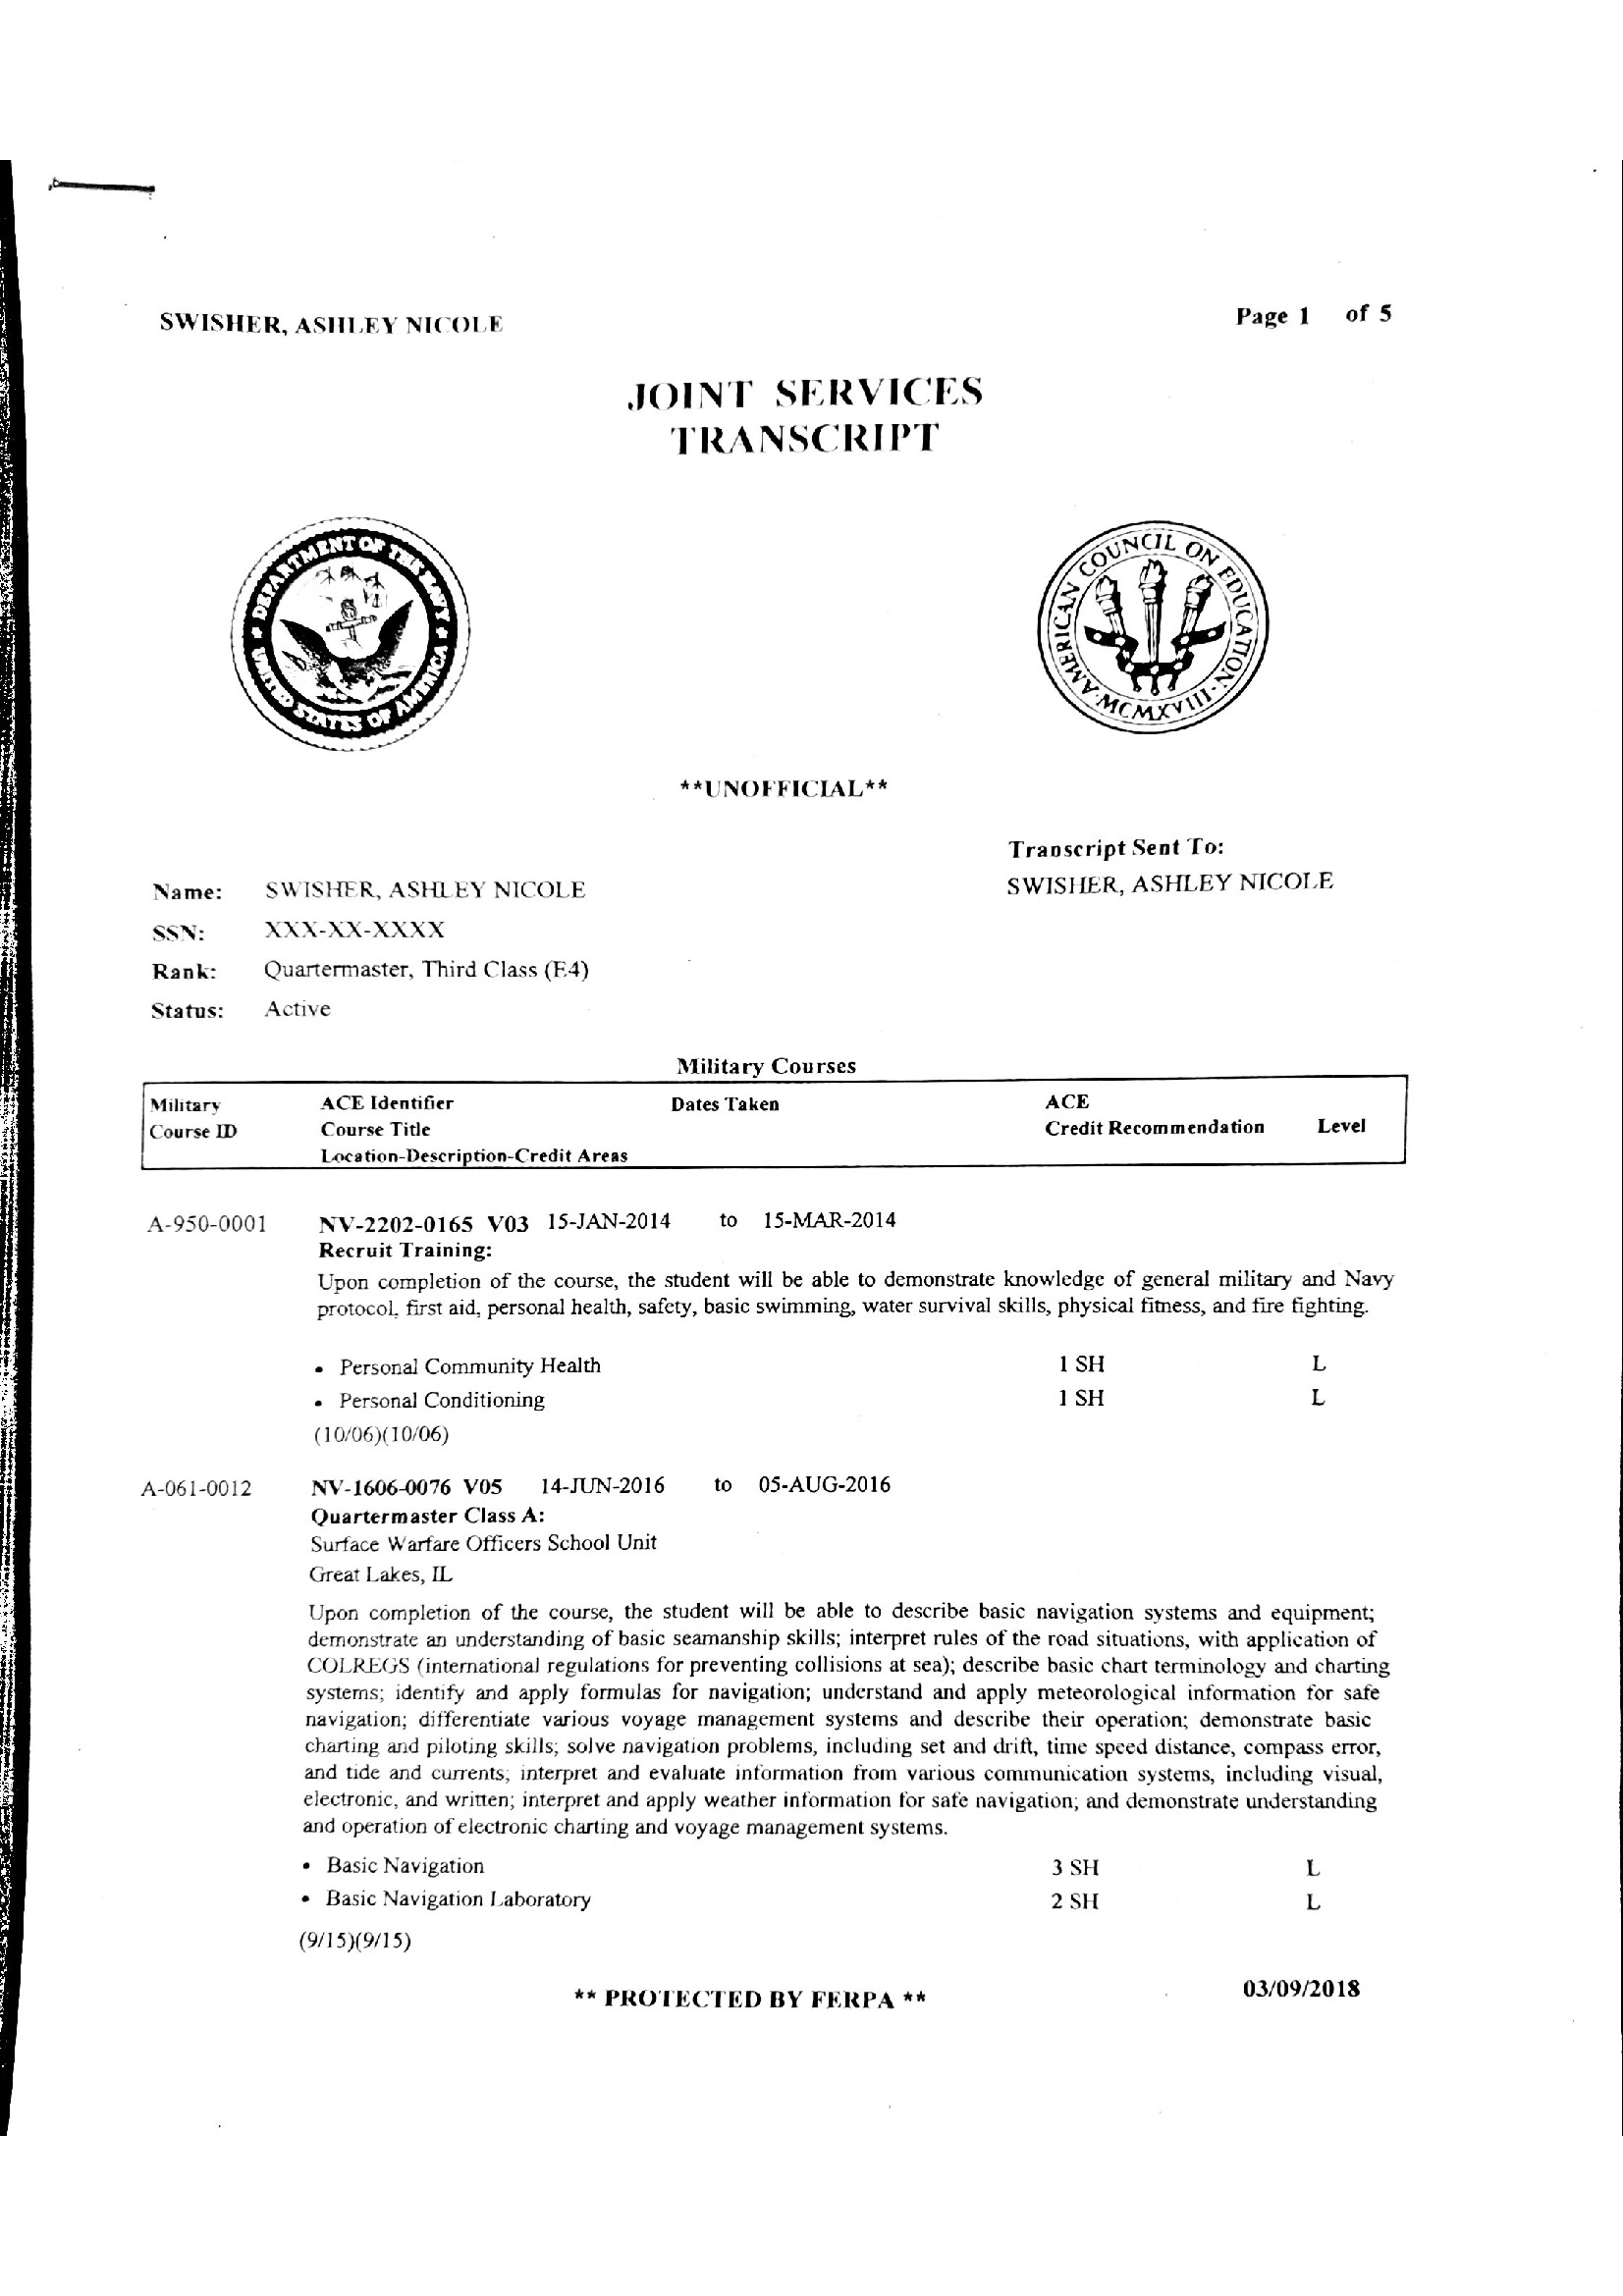 SWISHER, ASHLEY NICOLE
Page 1 of 5
JOINT SERVICES
TRANSCRIPT
DEPARTMENT OF THE NAVY
UNITED STATES OF AMERICA
AMERICAN COUNCIL ON EDUCATION
MCMXVIII
**UNOFFICIAL**
Transcript Sent To:
SWISHER, ASHLEY NICOLE
Name: SWISHER, ASHLEY NICOLE
SSN: XXX-XX-XXXX
Rank: Quartermaster, Third Class (E4)
Status: Active
Military Courses
Military ACE Identifier Dates Taken ACE
Course ID Course Title Credit Recommendation Level
Location-Description-Credit Areas
A-950-0001 NV-2202-0165 V03 15-JAN-2014 to 15-MAR-2014
Recruit Training:
Upon completion of the course, the student will be able to demonstrate knowledge of general military and Navy
protocol, first aid, personal health, safety, basic swimming, water survival skills, physical fitness, and fire fighting.
• Personal Community Health 1 SH L
• Personal Conditioning 1 SH L
(10/06)(10/06)
A-061-0012 NV-1606-0076 V05 14-JUN-2016 to 05-AUG-2016
Quartermaster Class A:
Surface Warfare Officers School Unit
Great Lakes, IL
Upon completion of the course, the student will be able to describe basic navigation systems and equipment;
demonstrate an understanding of basic seamanship skills; interpret rules of the road situations, with application of
COLREGS (international regulations for preventing collisions at sea); describe basic chart terminology and charting
systems; identify and apply formulas for navigation; understand and apply meteorological information for safe
navigation; differentiate various voyage management systems and describe their operation; demonstrate basic
charting and piloting skills; solve navigation problems, including set and drift, time speed distance, compass error,
and tide and currents; interpret and evaluate information from various communication systems, including visual,
electronic, and written; interpret and apply weather information for safe navigation; and demonstrate understanding
and operation of electronic charting and voyage management systems.
• Basic Navigation 3 SH L
• Basic Navigation Laboratory 2 SH L
(9/15)(9/15)
** PROTECTED BY FERPA **
03/09/2018